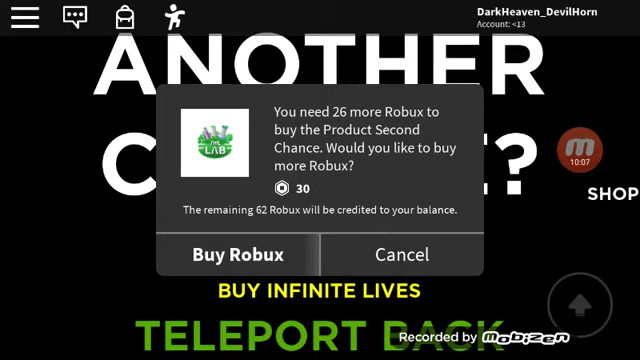 DarkHeaven_DevilHorn
Account: <13
ANOTHER
C E?
You need 26 more Robux to
buy the Product Second
Chance. Would you like to buy
more Robux?
THE LAB
30
The remaining 62 Robux will be credited to your balance.
Buy Robux
Cancel
10:07
SHOP
BUY INFINITE LIVES
TELEPORT BACK
Recorded by mobizen